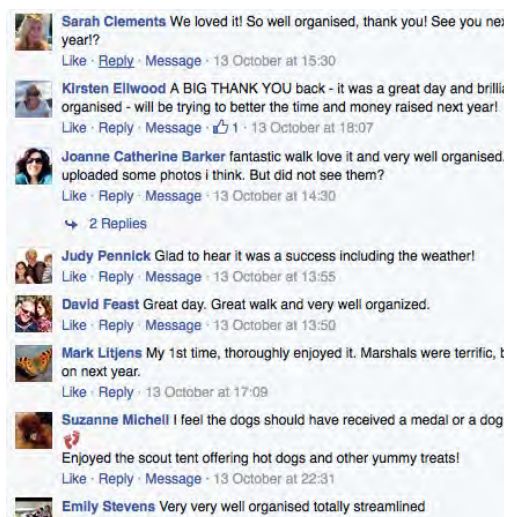 Sarah Clements We loved it! So well organised, thank you! See you
year!?
Like · Reply · Message · 13 October at 15:30
Kirsten Ellwood A BIG THANK YOU back - it was a great day and
organised - will be trying to better the time and money raised next year!
Like · Reply · Message · 1 · 13 October at 18:07
Joanne Catherine Barker fantastic walk love it and very well organised.
uploaded some photos i think. But did not see them?
Like · Reply · Message · 13 October at 14:30
2 Replies
Judy Pennick Glad to hear it was a success including the weather!
Like · Reply · Message · 13 October at 13:55
David Feast Great day. Great walk and very well organized.
Like · Reply · Message · 13 October at 13:50
Mark Litjens My 1st time, thoroughly enjoyed it. Marshals were terrific,
on next year.
Like · Reply · 13 October at 17:09
Suzanne Michell I feel the dogs should have received a medal or a dog
Enjoyed the scout tent offering hot dogs and other yummy treats!
Like · Reply · Message · 13 October at 22:31
Emily Stevens Very very well organised totally streamlined